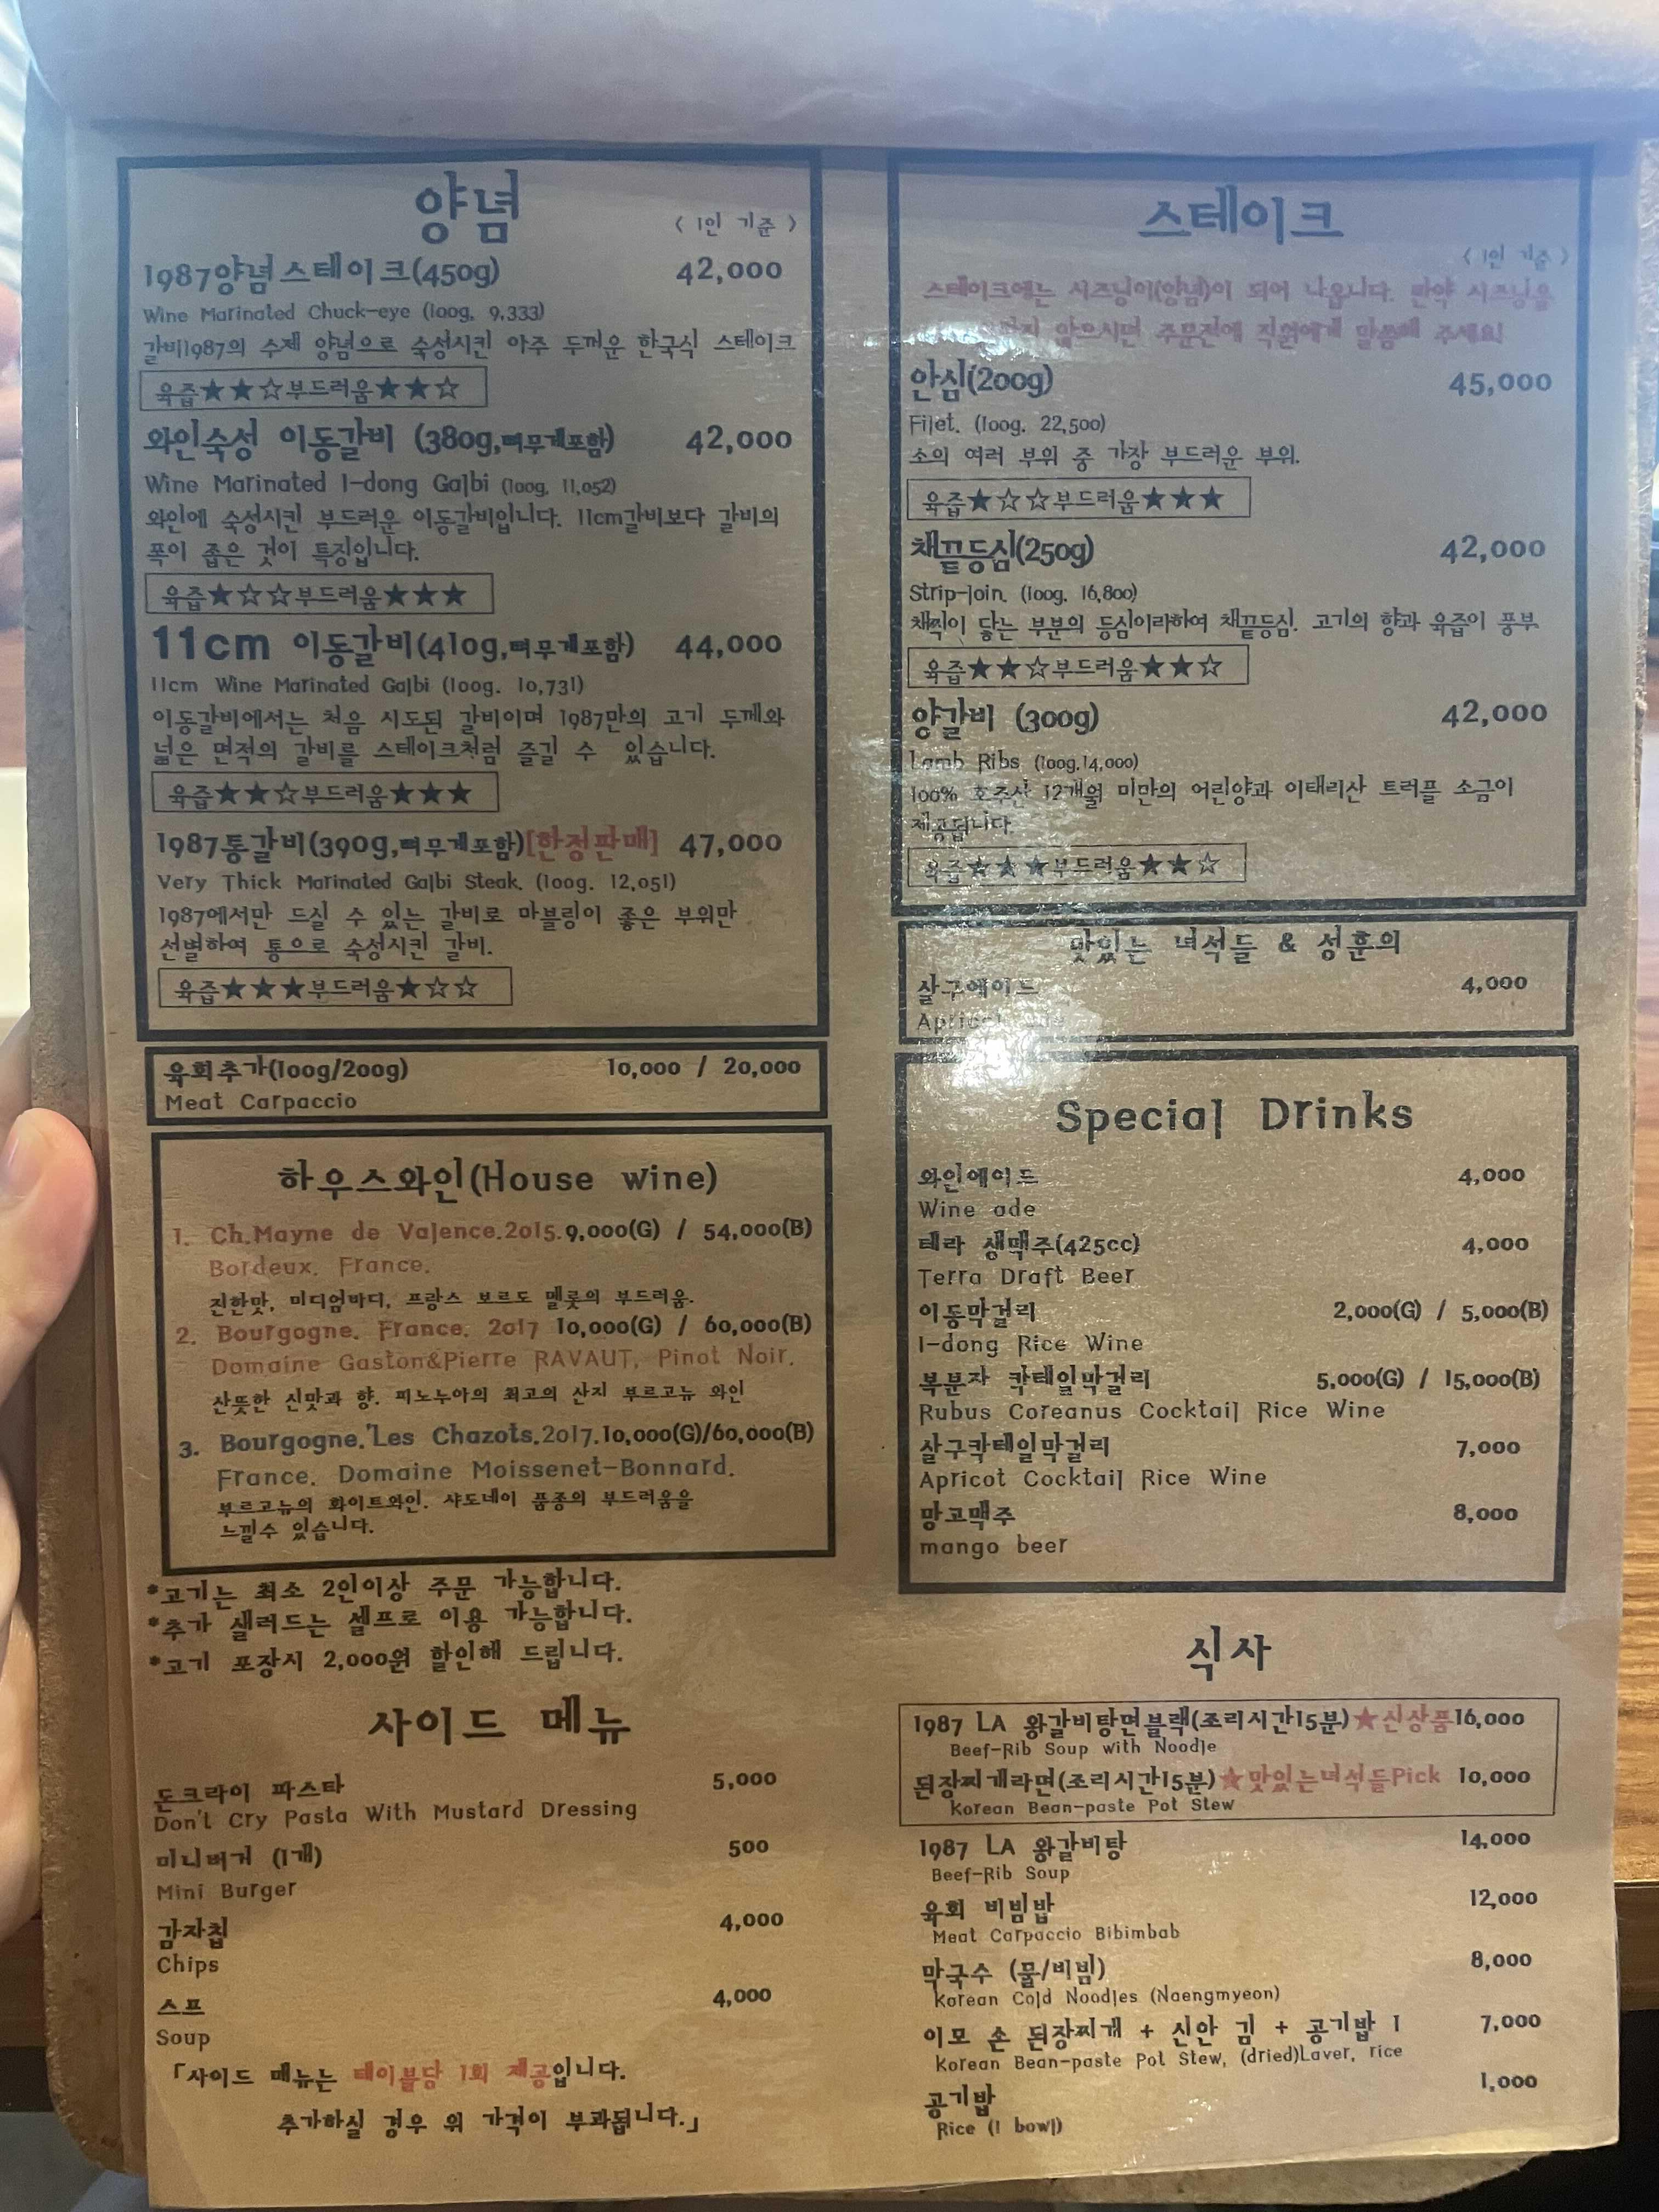 양념
< 1인 기준 >
1987양념스테이크(450g) 42,000
Wine Marinated Chuck-eye (100g. 9,333)
갈비1987의 수제 양념으로 숙성시킨 아주 두꺼운 한국식 스테이크
육즙★★☆부드러움★★☆
와인숙성 이동갈비 (380g,뼈무게포함) 42,000
Wine Marinated I-dong Galbi (100g. 11,052)
와인에 숙성시킨 부드러운 이동갈비입니다. 11cm갈비보다 갈비의
폭이 좁은 것이 특징입니다.
육즙★☆☆부드러움★★★
11cm 이동갈비(410g,뼈무게포함) 44,000
11cm Wine Marinated Galbi (100g. 10,731)
이동갈비에서는 처음 시도된 갈비이며 1987만의 고기 두께와
넓은 면적의 갈비를 스테이크처럼 즐길 수 있습니다.
육즙★★☆부드러움★★★
1987통갈비(390g,뼈무게포함)[한정판매] 47,000
Very Thick Marinated Galbi Steak. (100g. 12,051)
1987에서만 드실 수 있는 갈비로 마블링이 좋은 부위만
선별하여 통으로 숙성시킨 갈비.
육즙★★★부드러움★☆☆
육회추가(100g/200g) 10,000 / 20,000
Meat Carpaccio
하우스와인(House wine)
1. Ch.Mayne de Valence.2015. 9,000(G) / 54,000(B)
Bordeux. France.
진한맛, 미디엄바디, 프랑스 보르도 멜롯의 부드러움.
2. Bourgogne. France. 2017 10,000(G) / 60,000(B)
Domaine Gaston&Pierre RAVAUT, Pinot Noir.
산뜻한 신맛과 향. 피노누아의 최고의 산지 부르고뉴 와인
3. Bourgogne.'Les Chazots.2017.10,000(G)/60,000(B)
France. Domaine Moissenet-Bonnard.
부르고뉴의 화이트와인. 샤도네이 품종의 부드러움을
느낄수 있습니다.
*고기는 최소 2인이상 주문 가능합니다.
*추가 샐러드는 셀프로 이용 가능합니다.
*고기 포장시 2,000원 할인해 드립니다.
사이드 메뉴
돈크라이 파스타 5,000
Don't Cry Pasta With Mustard Dressing
미니버거 (1개) 500
Mini Burger
감자칩 4,000
Chips
스프 4,000
Soup
「사이드 메뉴는 테이블당 1회 제공입니다.
추가하실 경우 위 가격이 부과됩니다.」
스테이크
< 1인 기준 >
스테이크에는 시즈닝이(양념)이 되어 나옵니다. 만약 시즈닝을
않으시면 주문전에 직원에게 말씀해 주세요!
안심(200g) 45,000
Filet. (100g. 22,500)
소의 여러 부위 중 가장 부드러운 부위.
육즙★☆☆부드러움★★★
채끝등심(250g) 42,000
Strip-loin. (100g. 16,800)
채찍이 닿는 부분의 등심이라하여 채끝등심. 고기의 향과 육즙이 풍부
육즙★★☆부드러움★★☆
양갈비 (300g) 42,000
Lamb Ribs (100g.14,000)
100% 호주산 12개월 미만의 어린양과 이태리산 트러플 소금이
제공됩니다.
육즙★★★부드러움★★☆
맛있는 녀석들 & 성훈의
살구에이드 4,000
Apricot
Special Drinks
와인에이드 4,000
Wine ade
테라 생맥주(425cc) 4,000
Terra Draft Beer
이동막걸리 2,000(G) / 5,000(B)
I-dong Rice Wine
복분자 칵테일막걸리 5,000(G) / 15,000(B)
Rubus Coreanus Cocktail Rice Wine
살구칵테일막걸리 7,000
Apricot Cocktail Rice Wine
망고맥주 8,000
mango beer
식사
1987 LA 왕갈비탕면블랙(조리시간15분)★신상품16,000
Beef-Rib Soup with Noodle
된장찌개라면(조리시간15분)★맛있는녀석들Pick 10,000
Korean Bean-paste Pot Stew
1987 LA 왕갈비탕 14,000
Beef-Rib Soup
육회 비빔밥 12,000
Meat Carpaccio Bibimbab
막국수 (물/비빔) 8,000
Korean Cold Noodles (Naengmyeon)
이모 손 된장찌개 + 신안 김 + 공기밥 1 7,000
Korean Bean-paste Pot Stew, (dried)Laver, rice
공기밥 1,000
Rice (1 bowl)